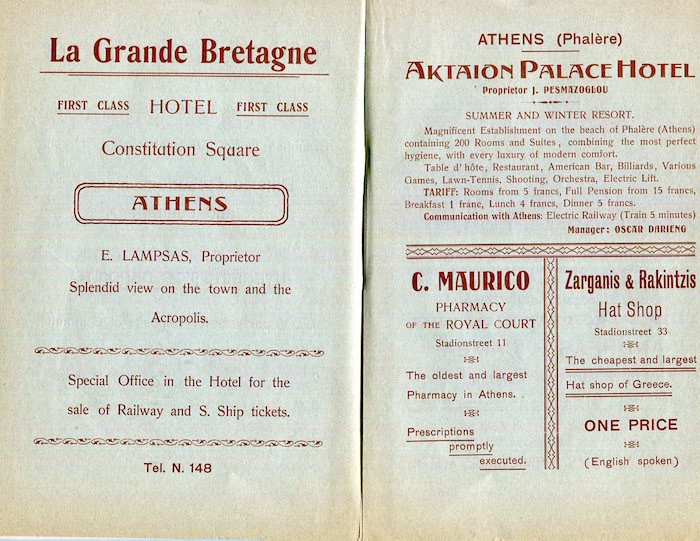 La Grande Bretagne
FIRST CLASS HOTEL FIRST CLASS
Constitution Square
ATHENS
E. LAMPSAS, Proprietor
Splendid view on the town and the
Acropolis.
Special Office in the Hotel for the
sale of Railway and S. Ship tickets.
Tel. N. 148
ATHENS (Phalère)
AKTAION PALACE HOTEL
Proprietor J. PESMAZOGLOU
SUMMER AND WINTER RESORT.
Magnificent Establishment on the beach of Phalère (Athens)
containing 200 Rooms and Suites, combining the most perfect
hygiene, with every luxury of modern comfort.
Table d'hôte, Restaurant, American Bar, Billiards, Various
Games, Lawn-Tennis, Shooting, Orchestra, Electric Lift.
TARIFF: Rooms from 5 francs, Full Pension from 15 francs,
Breakfast 1 franc, Lunch 4 francs, Dinner 5 francs.
Communication with Athens: Electric Railway (Train 5 minutes)
Manager: OSCAR DARIENG
C. MAURICO
PHARMACY
OF THE ROYAL COURT
Stadionstreet 11
The oldest and largest
Pharmacy in Athens. .
Prescriptions
promptly
executed.
Zarganis & Rakintzis
Hat Shop
Stadionstreet 33
The cheapest and largest
Hat shop of Greece.
ONE PRICE
(English spoken)